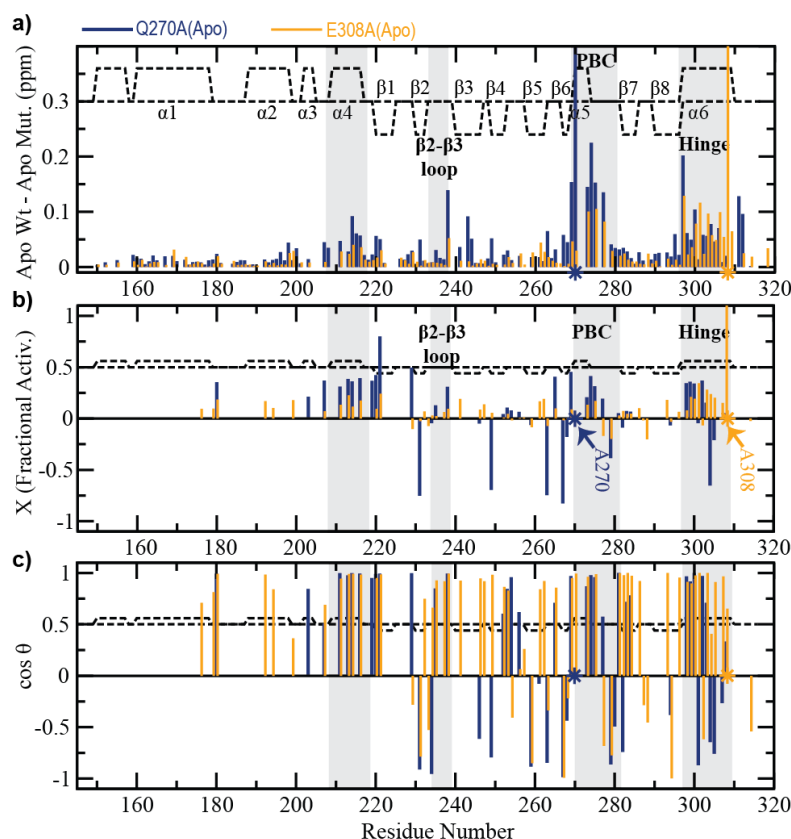 Q270A(Apo) E308A(Apo)
a)
Apo Wt - Apo Mut. (ppm)
0.3
0.2
0.1
0
α1 α2 α3 α4 β1 β2 β3 β4 β5 β6 α5 β7 β8 α6
PBC
β2-β3
loop
Hinge
160 180 200 220 240 260 280 300 320
b)
X (Fractional Activ.)
1
0.5
0
-0.5
-1
β2-β3
loop
PBC
Hinge
A270
A308
160 180 200 220 240 260 280 300 320
c)
cos θ
1
0.5
0
-0.5
-1
160 180 200 220 240 260 280 300 320
Residue Number